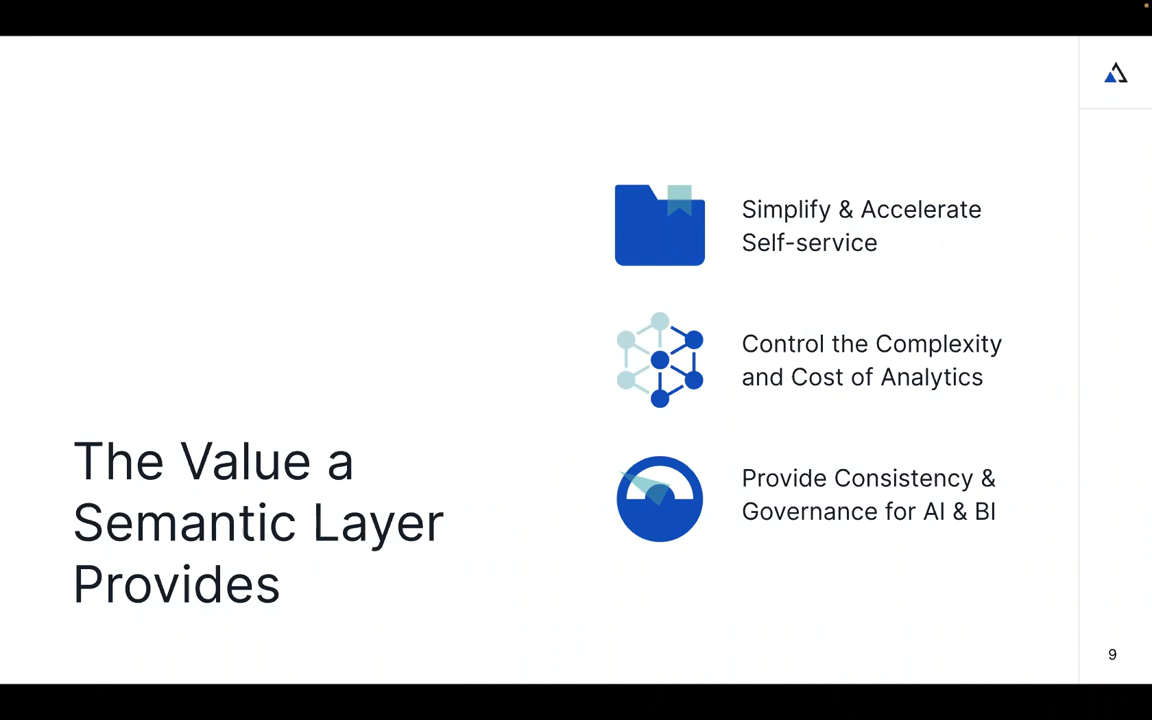 The Value a
Semantic Layer
Provides
Simplify & Accelerate
Self-service
Control the Complexity
and Cost of Analytics
Provide Consistency &
Governance for AI & BI
9